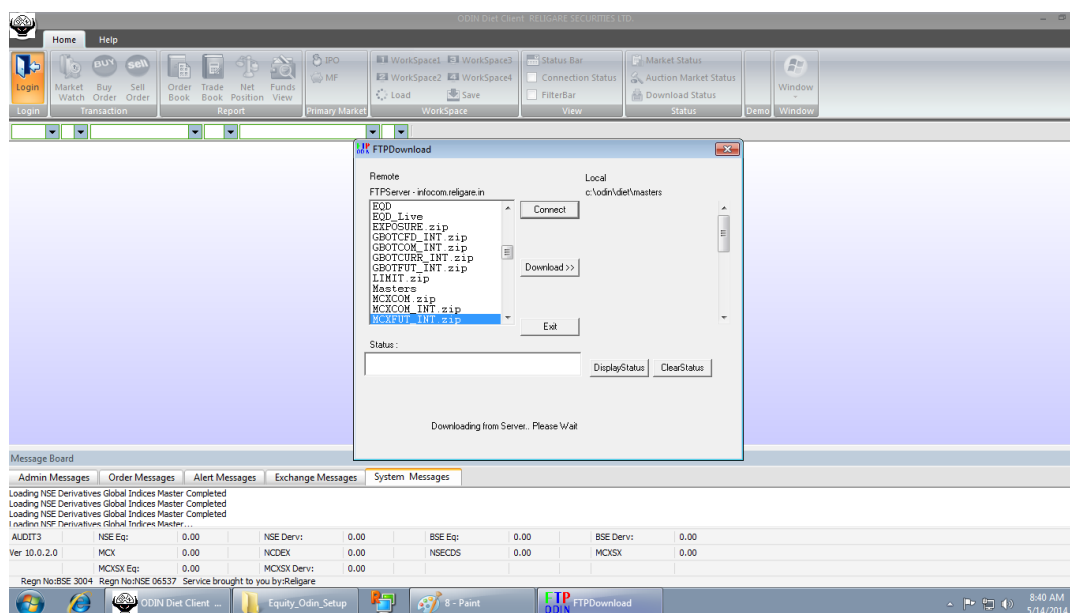 ODIN Diet Client RELIGARE SECURITIES LTD.
Home Help
Login Market Watch Buy Order Sell Order Order Book Trade Book Net Position Funds View
BUY sell
IPO
MF
WorkSpace1 WorkSpace3
WorkSpace2 WorkSpace4
Load Save
Status Bar
Connection Status
FilterBar
Market Status
Auction Market Status
Download Status
Window
Login Transaction Report Primary Market WorkSpace View Status Demo Window
FTPDownload
Remote Local
FTPServer - infocom.religare.in c:\odin\diet\masters
EQD
EQD_Live
EXPOSURE.zip
GBOTCFD_INT.zip
GBOTCOM_INT.zip
GBOTCURR_INT.zip
GBOTFUT_INT.zip
LIMIT.zip
Masters
MCXCOM.zip
MCXCOM_INT.zip
MCXFUT_INT.zip
Connect
Download >>
Exit
Status :
DisplayStatus ClearStatus
Downloading from Server.. Please Wait
Message Board
Admin Messages Order Messages Alert Messages Exchange Messages System Messages
Loading NSE Derivatives Global Indices Master Completed
Loading NSE Derivatives Global Indices Master Completed
Loading NSE Derivatives Global Indices Master...
AUDIT3 NSE Eq: 0.00 NSE Derv: 0.00 BSE Eq: 0.00 BSE Derv: 0.00
Ver 10.0.2.0 MCX 0.00 NCDEX 0.00 NSECDS 0.00 MCXSX 0.00
MCXSX Eq: 0.00 MCXSX Derv: 0.00
Regn No:BSE 3004 Regn No:NSE 06537 Service brought to you by:Religare
ODIN Diet Client ... Equity_Odin_Setup 8 - Paint FTP ODIN FTPDownload
8:40 AM
5/14/2014